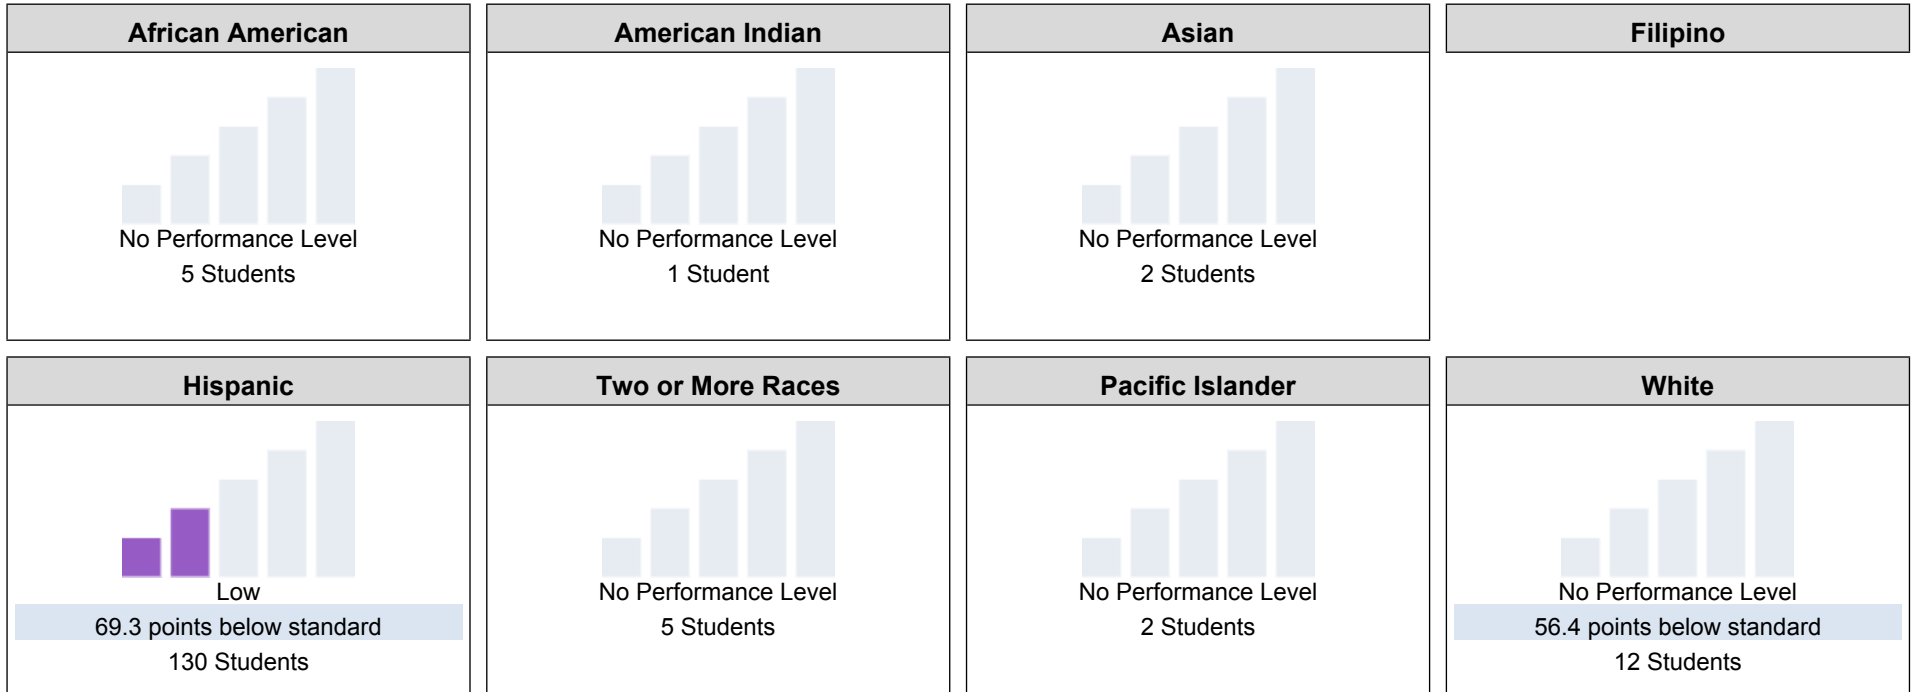 African American
No Performance Level
5 Students
American Indian
No Performance Level
1 Student
Asian
No Performance Level
2 Students
Filipino
Hispanic
Low
69.3 points below standard
130 Students
Two or More Races
No Performance Level
5 Students
Pacific Islander
No Performance Level
2 Students
White
No Performance Level
56.4 points below standard
12 Students